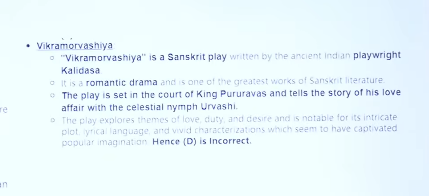 • Vikramorvashiya
○ “Vikramorvashiya” is a Sanskrit play written by the ancient Indian playwright
Kalidasa.
○ It is a romantic drama and is one of the greatest works of Sanskrit literature.
○ The play is set in the court of King Pururavas and tells the story of his love
affair with the celestial nymph Urvashi.
○ The play explores themes of love, duty, and desire and is notable for its intricate
plot, lyrical language, and vivid characterizations which seem to have captivated
popular imagination. Hence (D) is Incorrect.